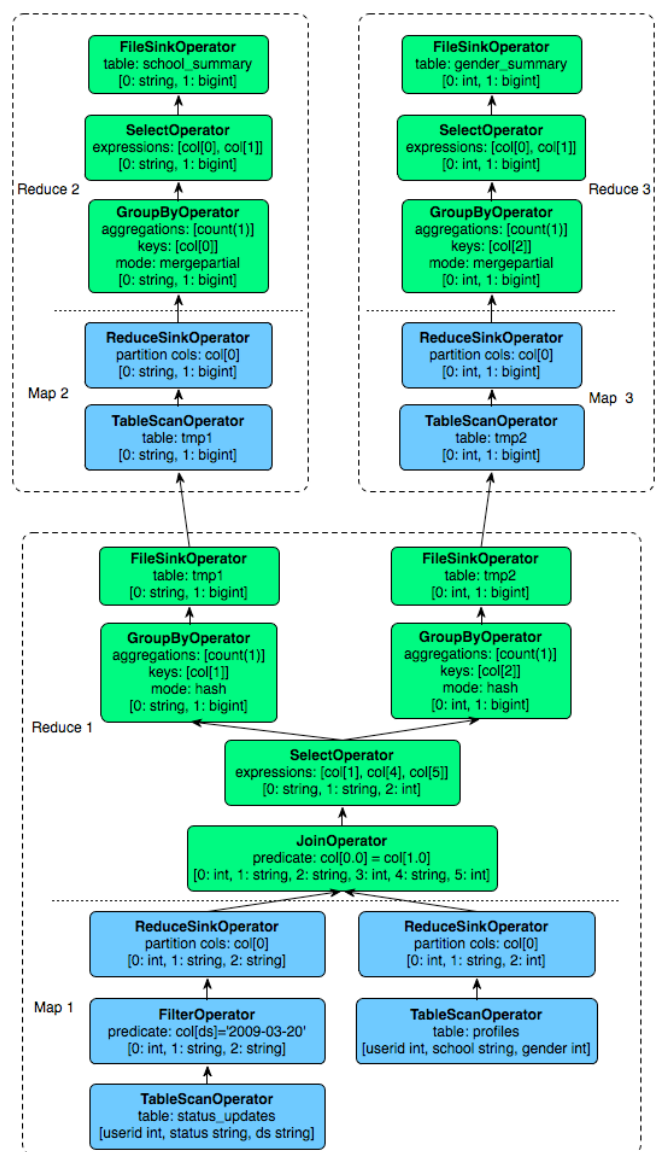 FileSinkOperator
table: school_summary
[0: string, 1: bigint]
SelectOperator
expressions: [col[0], col[1]]
[0: string, 1: bigint]
Reduce 2
GroupByOperator
aggregations: [count(1)]
keys: [col[0]]
mode: mergepartial
[0: string, 1: bigint]
ReduceSinkOperator
partition cols: col[0]
[0: string, 1: bigint]
Map 2
TableScanOperator
table: tmp1
[0: string, 1: bigint]
FileSinkOperator
table: gender_summary
[0: int, 1: bigint]
SelectOperator
expressions: [col[0], col[1]]
[0: int, 1: bigint]
Reduce 3
GroupByOperator
aggregations: [count(1)]
keys: [col[2]]
mode: mergepartial
[0: int, 1: bigint]
ReduceSinkOperator
partition cols: col[0]
[0: int, 1: bigint]
Map 3
TableScanOperator
table: tmp2
[0: int, 1: bigint]
FileSinkOperator
table: tmp1
[0: string, 1: bigint]
GroupByOperator
aggregations: [count(1)]
keys: [col[1]]
mode: hash
[0: string, 1: bigint]
FileSinkOperator
table: tmp2
[0: int, 1: bigint]
GroupByOperator
aggregations: [count(1)]
keys: [col[2]]
mode: hash
[0: int, 1: bigint]
Reduce 1
SelectOperator
expressions: [col[1], col[4], col[5]]
[0: string, 1: string, 2: int]
JoinOperator
predicate: col[0.0] = col[1.0]
[0: int, 1: string, 2: string, 3: int, 4: string, 5: int]
ReduceSinkOperator
partition cols: col[0]
[0: int, 1: string, 2: string]
Map 1
FilterOperator
predicate: col[ds]='2009-03-20'
[0: int, 1: string, 2: string]
TableScanOperator
table: status_updates
[userid int, status string, ds string]
ReduceSinkOperator
partition cols: col[0]
[0: int, 1: string, 2: int]
TableScanOperator
table: profiles
[userid int, school string, gender int]